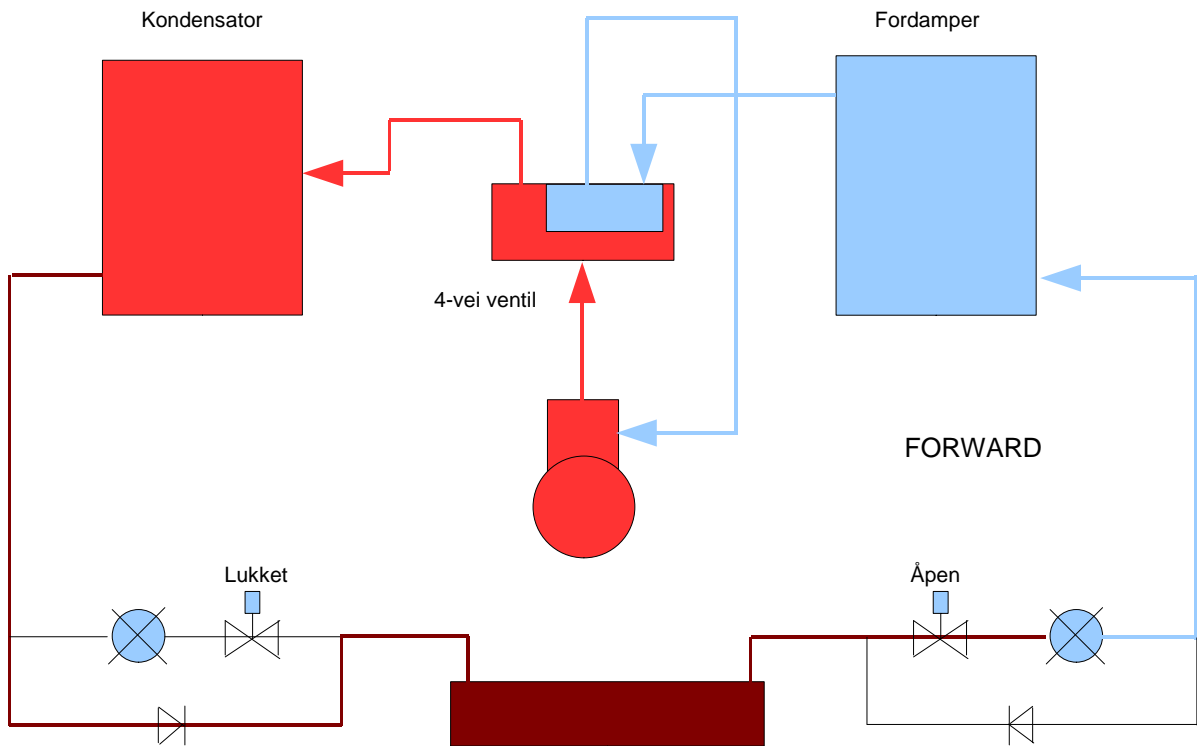 Kondensator
Fordamper
4-vei ventil
FORWARD
Lukket
Åpen